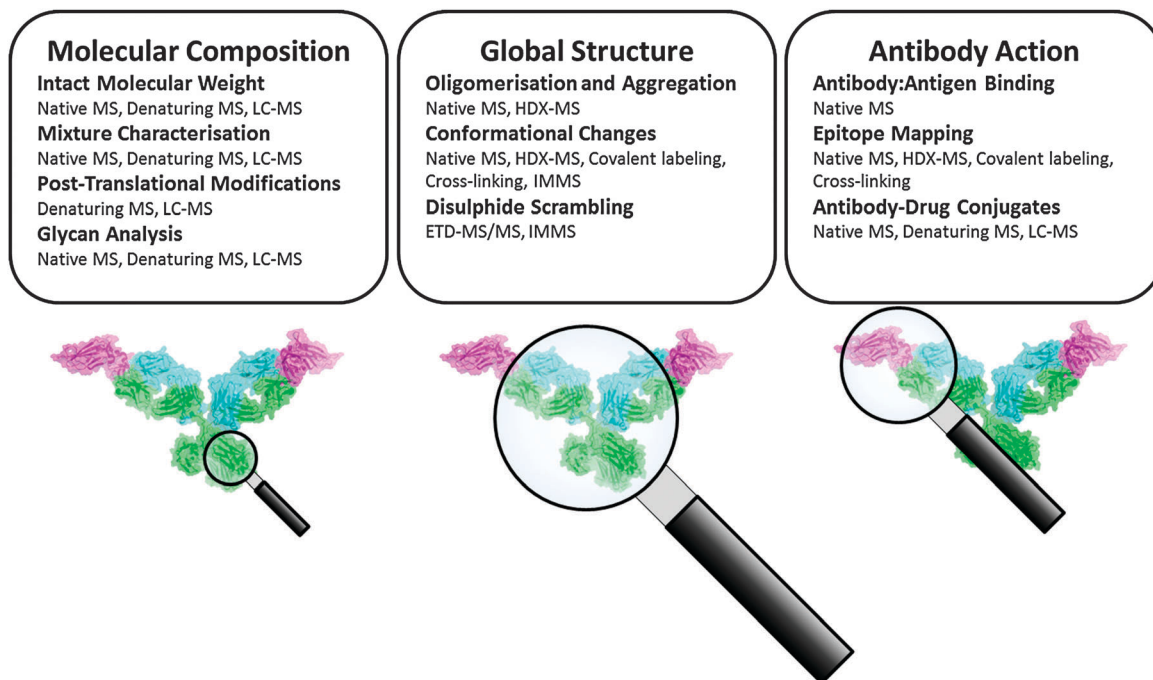 Molecular Composition
Intact Molecular Weight
Native MS, Denaturing MS, LC-MS
Mixture Characterisation
Native MS, Denaturing MS, LC-MS
Post-Translational Modifications
Denaturing MS, LC-MS
Glycan Analysis
Native MS, Denaturing MS, LC-MS
Global Structure
Oligomerisation and Aggregation
Native MS, HDX-MS
Conformational Changes
Native MS, HDX-MS, Covalent labeling,
Cross-linking, IMMS
Disulphide Scrambling
ETD-MS/MS, IMMS
Antibody Action
Antibody:Antigen Binding
Native MS
Epitope Mapping
Native MS, HDX-MS, Covalent labeling,
Cross-linking
Antibody-Drug Conjugates
Native MS, Denaturing MS, LC-MS